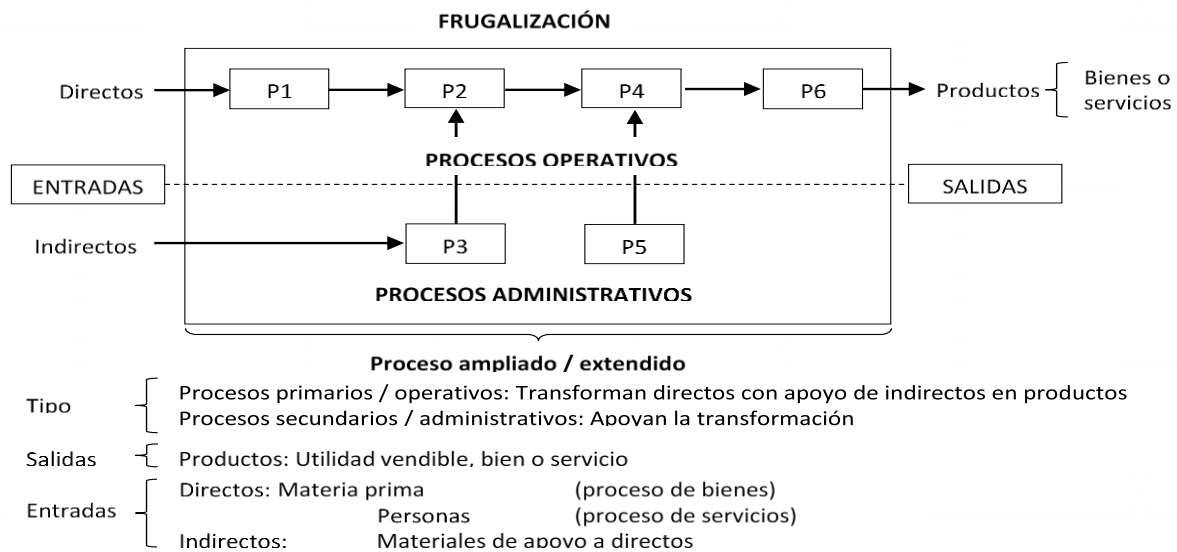 FRUGALIZACIÓN
Directos
P1
P2
P4
P6
Productos
Bienes o
servicios
PROCESOS OPERATIVOS
ENTRADAS
SALIDAS
Indirectos
P3
P5
PROCESOS ADMINISTRATIVOS
Proceso ampliado / extendido
Tipo
Procesos primarios / operativos: Transforman directos con apoyo de indirectos en productos
Procesos secundarios / administrativos: Apoyan la transformación
Salidas
Productos: Utilidad vendible, bien o servicio
Entradas
Directos: Materia prima (proceso de bienes)
Personas (proceso de servicios)
Indirectos: Materiales de apoyo a directos